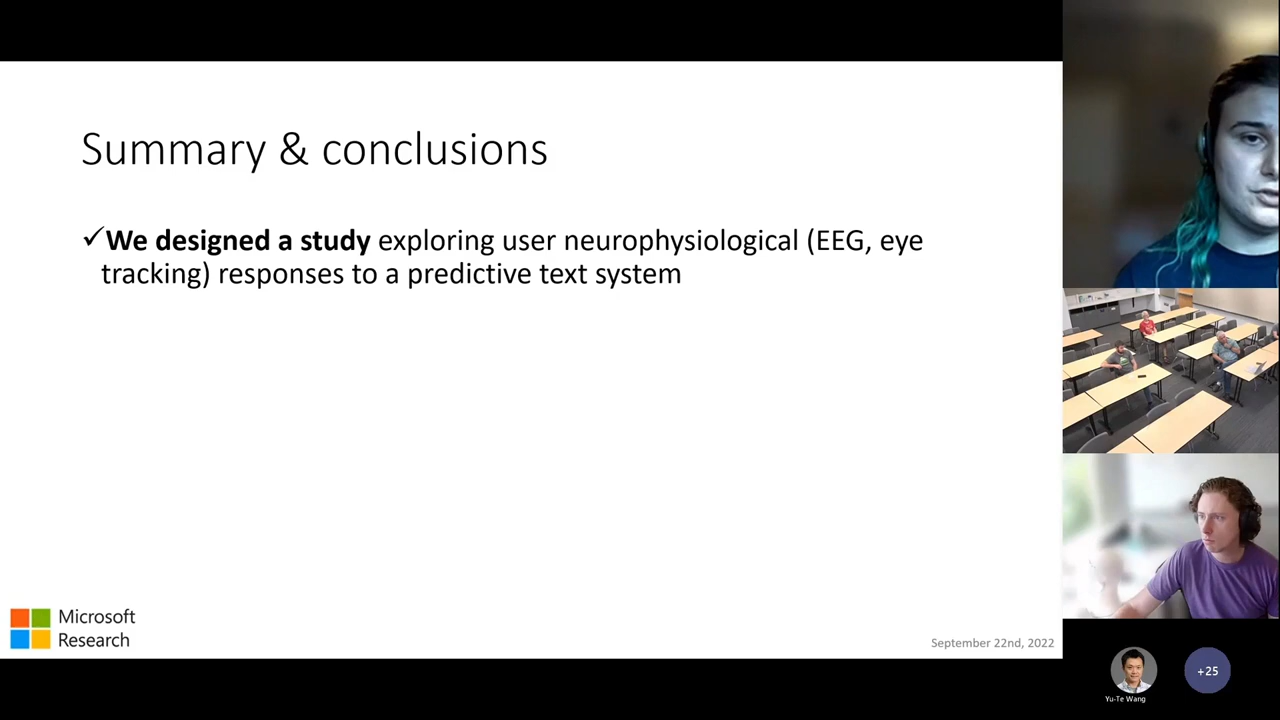 Summary & conclusions
✓We designed a study exploring user neurophysiological (EEG, eye
tracking) responses to a predictive text system
Microsoft
Research
September 22nd, 2022
+25
Yu-Te Wang